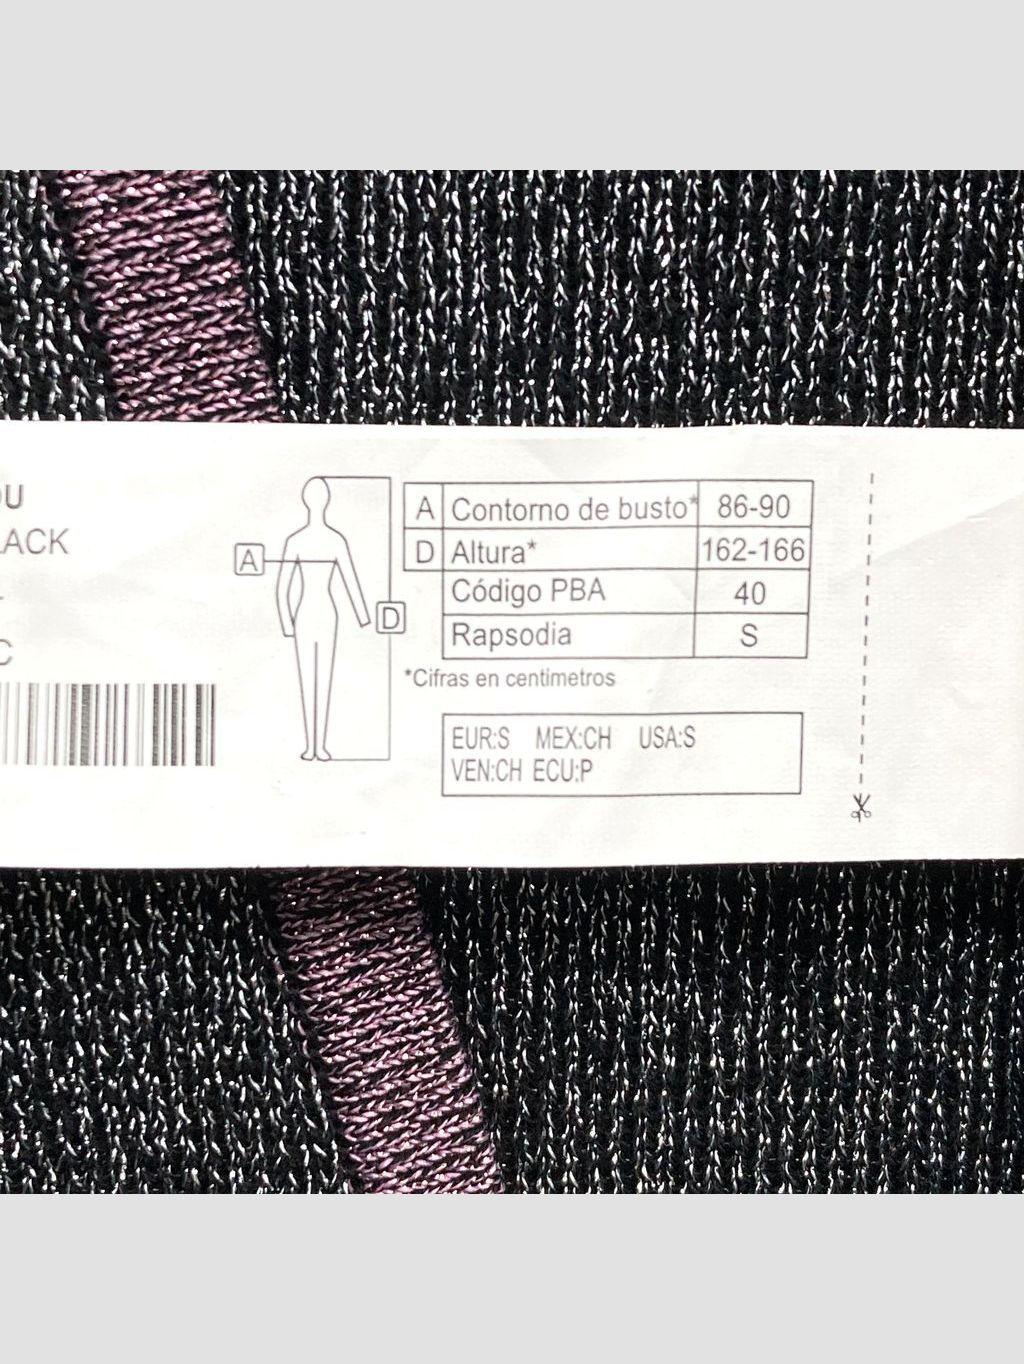 A Contorno de busto* 86-90
D Altura* 162-166
Código PBA 40
Rapsodia S
A
D
*Cifras en centimetros
EUR:S MEX:CH USA:S
VEN:CH ECU:P